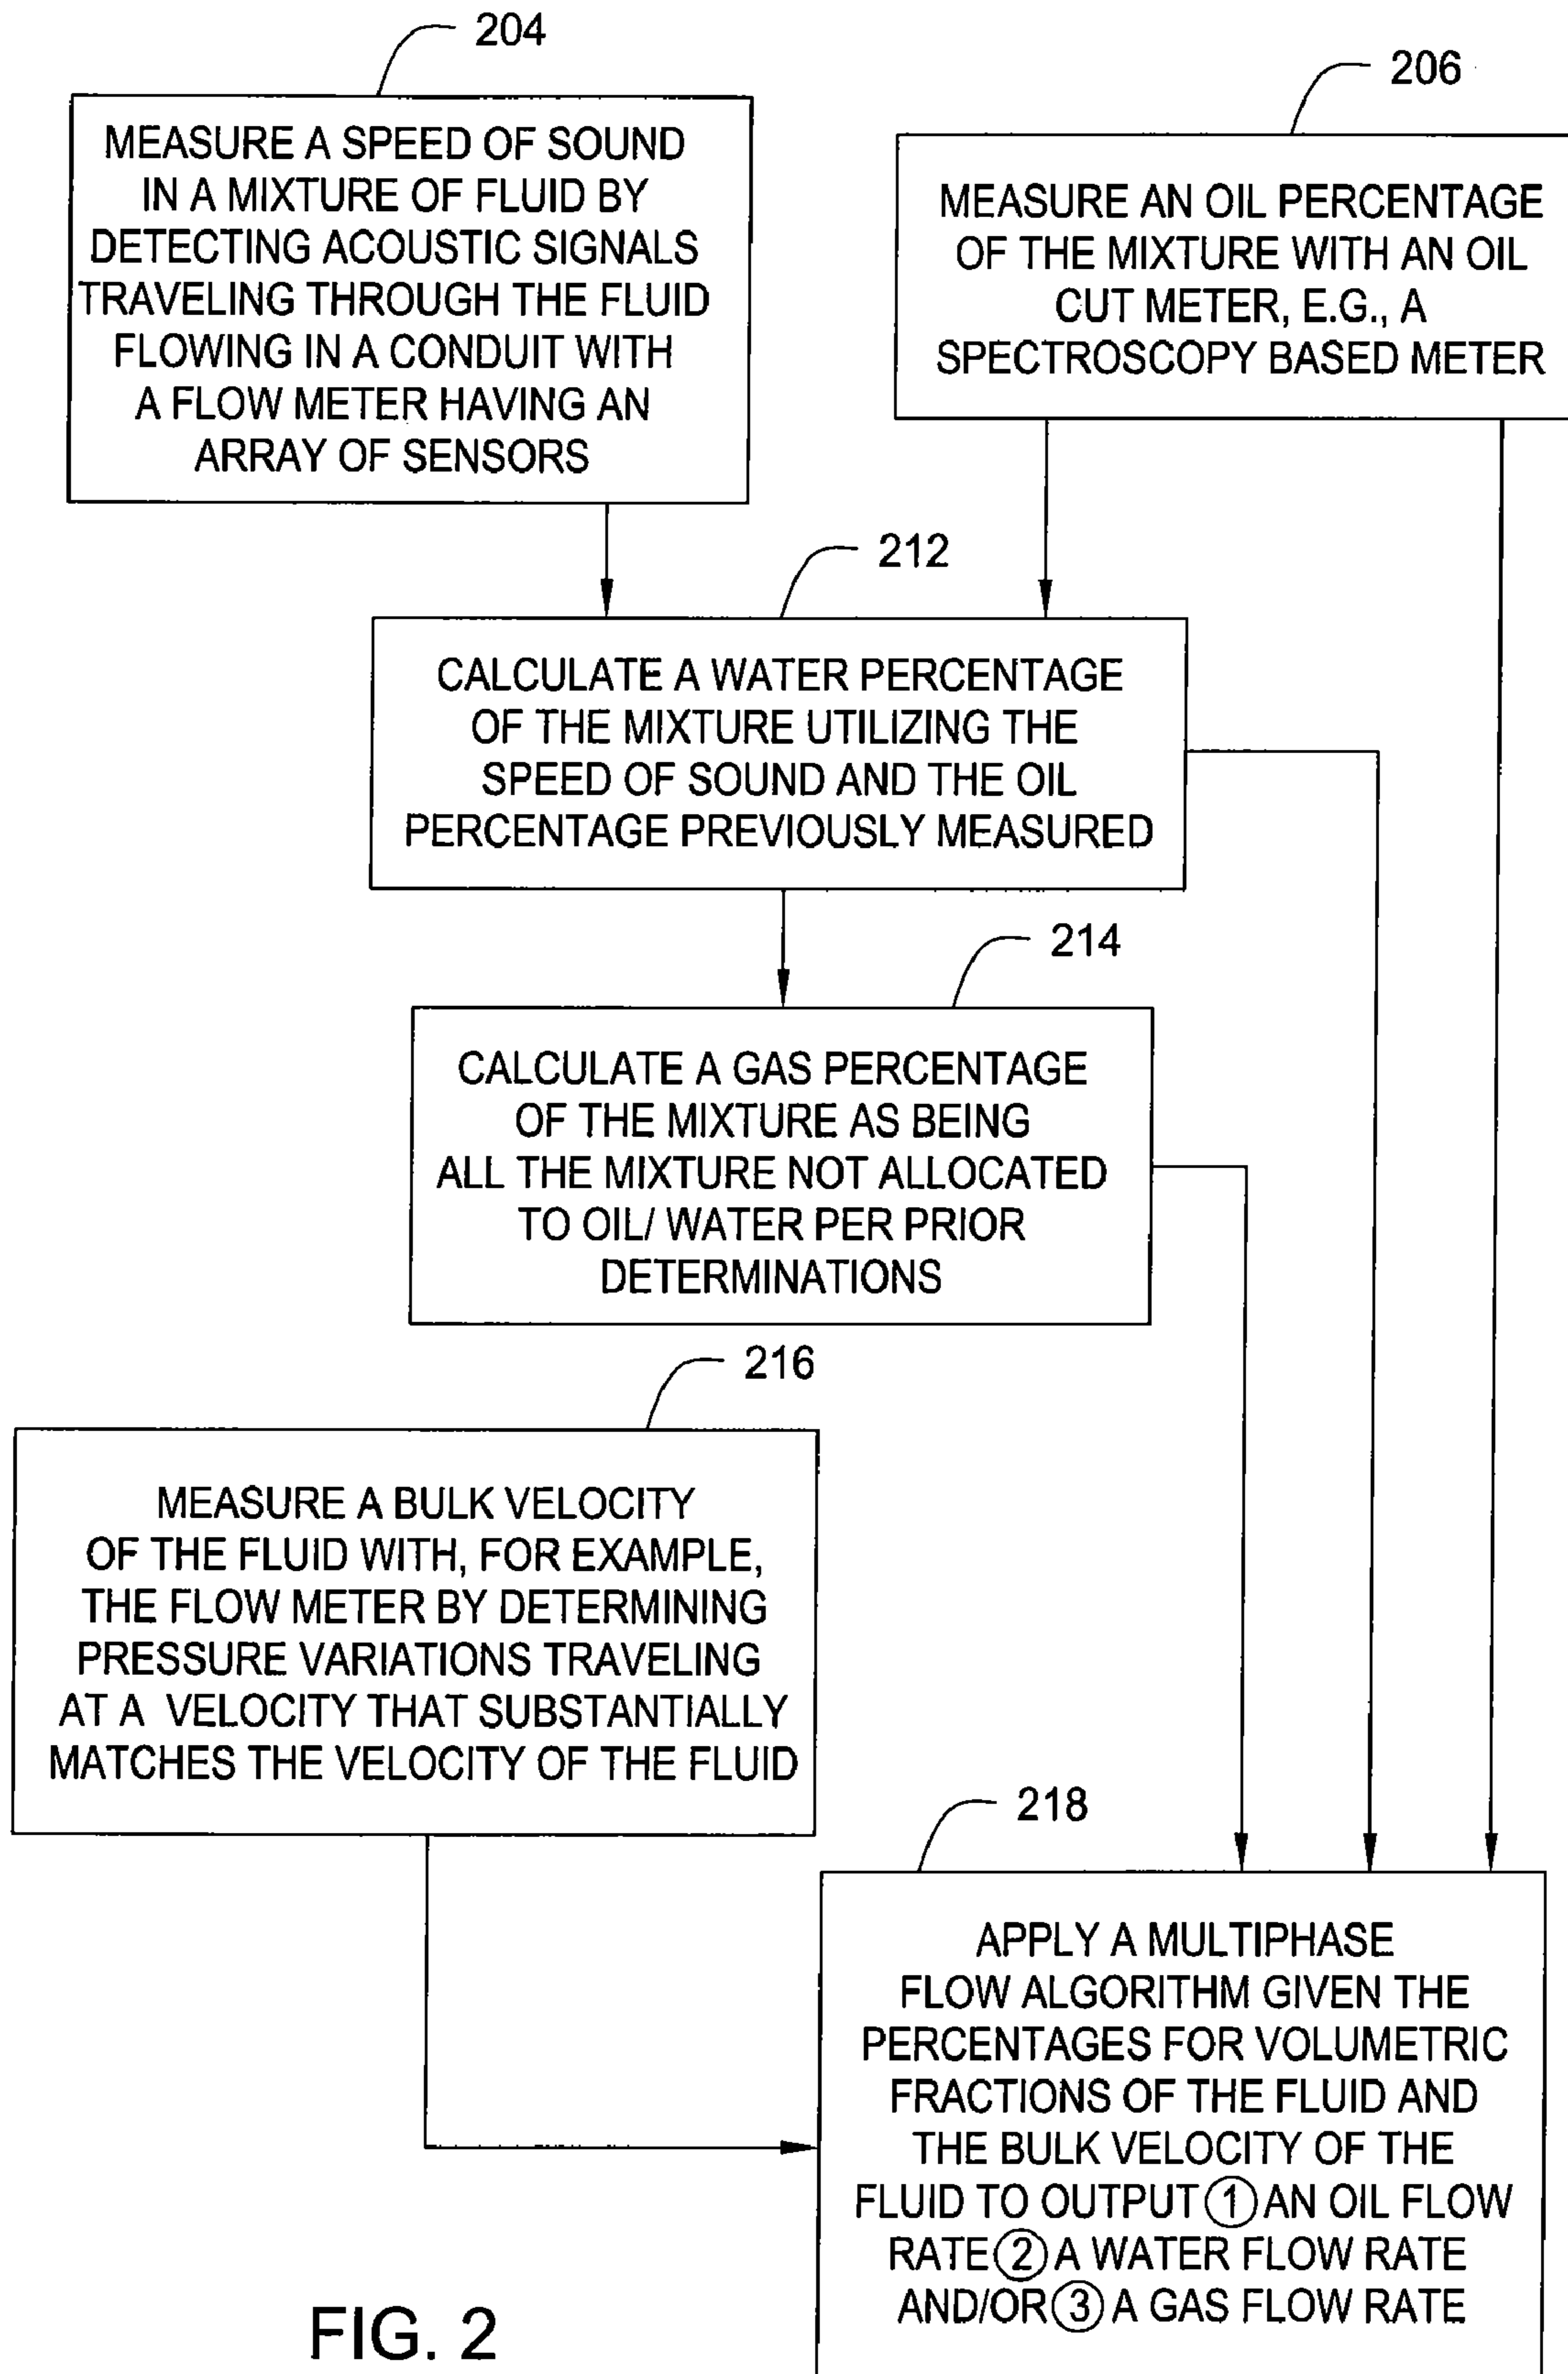 204
MEASURE A SPEED OF SOUND
IN A MIXTURE OF FLUID BY
DETECTING ACOUSTIC SIGNALS
TRAVELING THROUGH THE FLUID
FLOWING IN A CONDUIT WITH
A FLOW METER HAVING AN
ARRAY OF SENSORS
206
MEASURE AN OIL PERCENTAGE
OF THE MIXTURE WITH AN OIL
CUT METER, E.G., A
SPECTROSCOPY BASED METER
212
CALCULATE A WATER PERCENTAGE
OF THE MIXTURE UTILIZING THE
SPEED OF SOUND AND THE OIL
PERCENTAGE PREVIOUSLY MEASURED
214
CALCULATE A GAS PERCENTAGE
OF THE MIXTURE AS BEING
ALL THE MIXTURE NOT ALLOCATED
TO OIL/ WATER PER PRIOR
DETERMINATIONS
216
MEASURE A BULK VELOCITY
OF THE FLUID WITH, FOR EXAMPLE,
THE FLOW METER BY DETERMINING
PRESSURE VARIATIONS TRAVELING
AT A VELOCITY THAT SUBSTANTIALLY
MATCHES THE VELOCITY OF THE FLUID
218
APPLY A MULTIPHASE
FLOW ALGORITHM GIVEN THE
PERCENTAGES FOR VOLUMETRIC
FRACTIONS OF THE FLUID AND
THE BULK VELOCITY OF THE
FLUID TO OUTPUT ① AN OIL FLOW
RATE ② A WATER FLOW RATE
AND/OR ③ A GAS FLOW RATE
FIG. 2